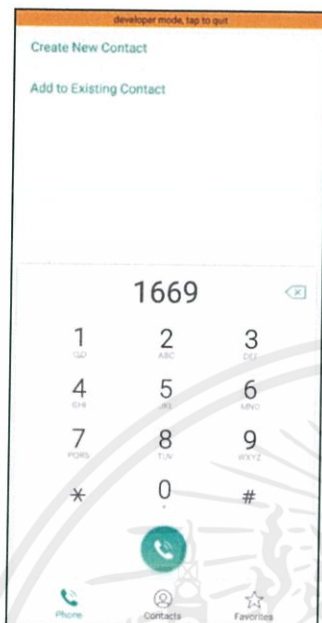 developer mode, tap to quit
Create New Contact
Add to Existing Contact
1669
1 2 3
ABC DEF
4 5 6
GHI JKL MNO
7 8 9
PQRS TUV WXYZ
* 0 #
+
Phone Contacts Favorites